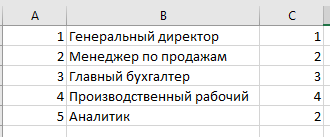 A B C
1 Генеральный директор 1
2 Менеджер по продажам 2
3 Главный бухгалтер 3
4 Производственный рабочий 4
5 Аналитик 2